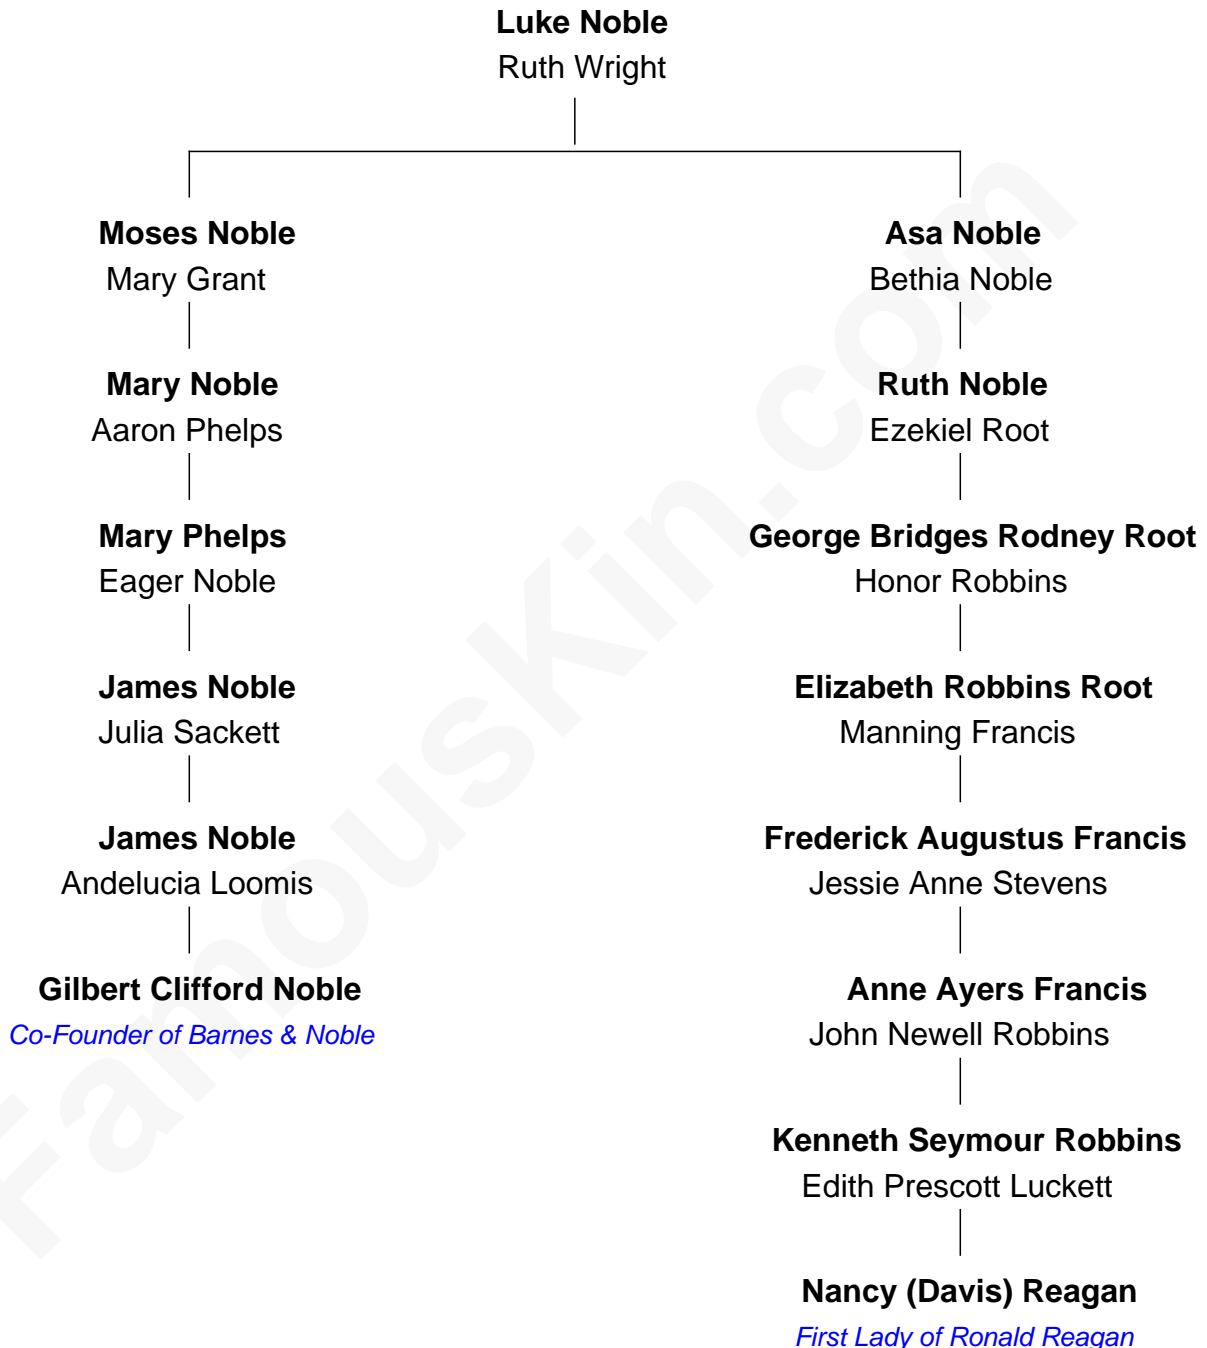 Luke Noble
Ruth Wright
Moses Noble
Mary Grant
Asa Noble
Bethia Noble
Mary Noble
Aaron Phelps
Ruth Noble
Ezekiel Root
Mary Phelps
Eager Noble
George Bridges Rodney Root
Honor Robbins
James Noble
Julia Sackett
Elizabeth Robbins Root
Manning Francis
James Noble
Andelucia Loomis
Frederick Augustus Francis
Jessie Anne Stevens
Gilbert Clifford Noble
Co-Founder of Barnes & Noble
Anne Ayers Francis
John Newell Robbins
Kenneth Seymour Robbins
Edith Prescott Luckett
Nancy (Davis) Reagan
First Lady of Ronald Reagan
FamousKin.com